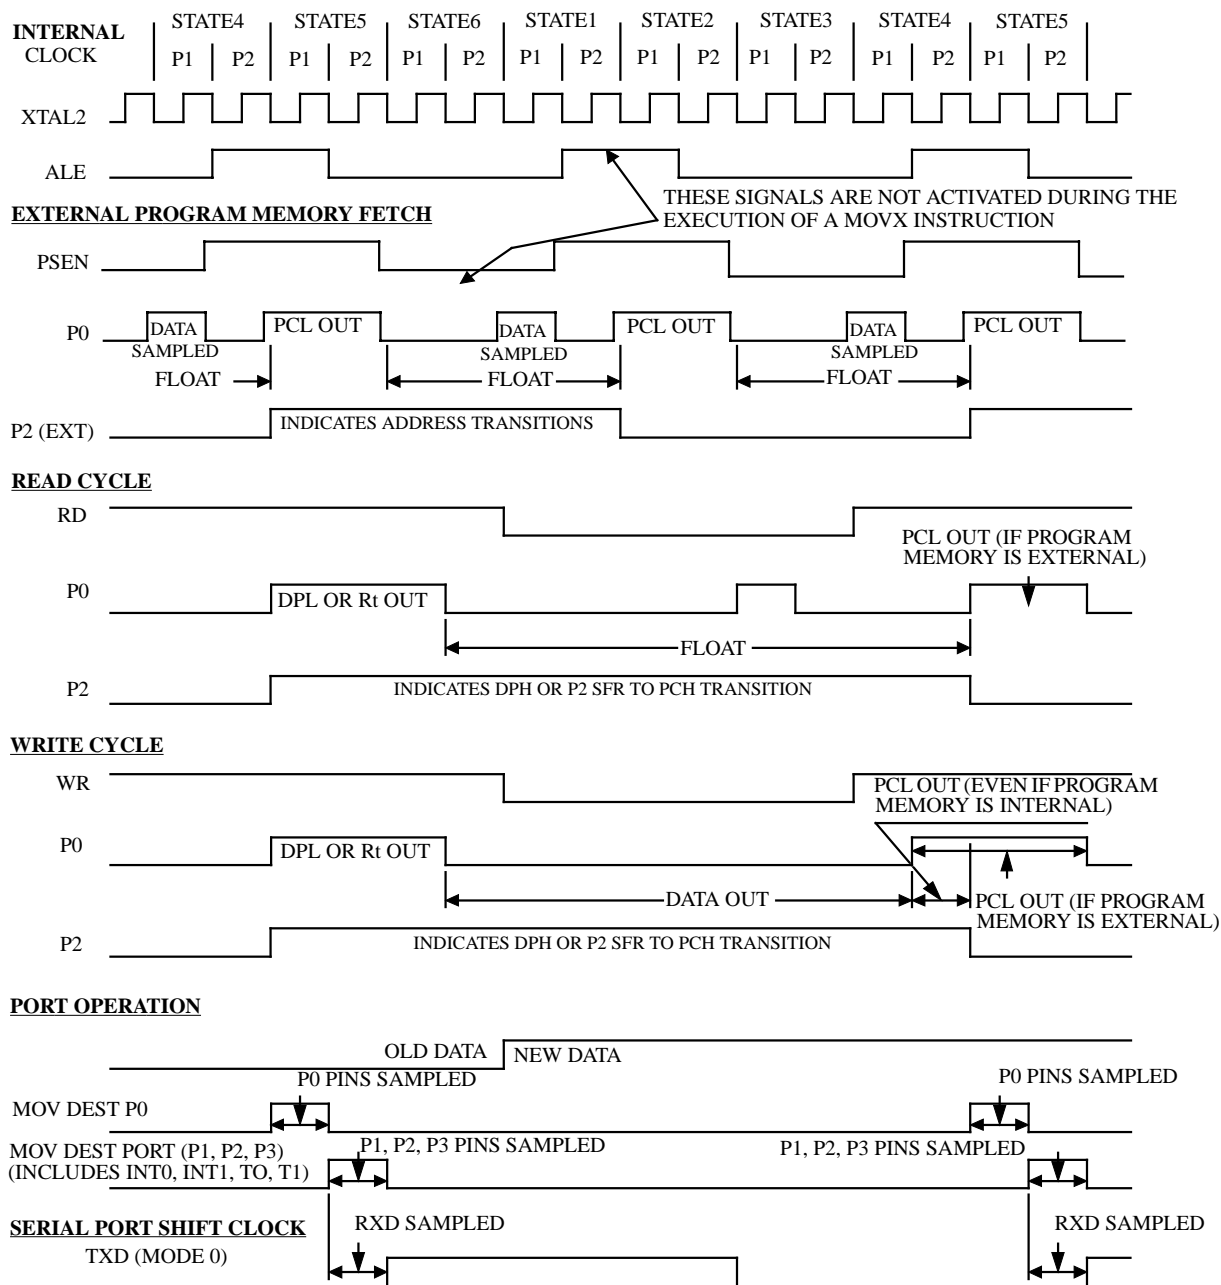 INTERNAL CLOCK
STATE4 STATE5 STATE6 STATE1 STATE2 STATE3 STATE4 STATE5
P1 P2 P1 P2 P1 P2 P1 P2 P1 P2 P1 P2 P1 P2 P1 P2
XTAL2
ALE
THESE SIGNALS ARE NOT ACTIVATED DURING THE
EXECUTION OF A MOVX INSTRUCTION
EXTERNAL PROGRAM MEMORY FETCH
PSEN
P0
DATA SAMPLED
PCL OUT
DATA SAMPLED
PCL OUT
DATA SAMPLED
PCL OUT
FLOAT
FLOAT
FLOAT
P2 (EXT)
INDICATES ADDRESS TRANSITIONS
READ CYCLE
RD
PCL OUT (IF PROGRAM
MEMORY IS EXTERNAL)
P0
DPL OR Rt OUT
FLOAT
P2
INDICATES DPH OR P2 SFR TO PCH TRANSITION
WRITE CYCLE
WR
PCL OUT (EVEN IF PROGRAM
MEMORY IS INTERNAL)
P0
DPL OR Rt OUT
DATA OUT
PCL OUT (IF PROGRAM
MEMORY IS EXTERNAL)
P2
INDICATES DPH OR P2 SFR TO PCH TRANSITION
PORT OPERATION
OLD DATA NEW DATA
P0 PINS SAMPLED
P0 PINS SAMPLED
MOV DEST P0
MOV DEST PORT (P1, P2, P3)
(INCLUDES INT0, INT1, TO, T1)
P1, P2, P3 PINS SAMPLED
P1, P2, P3 PINS SAMPLED
SERIAL PORT SHIFT CLOCK
TXD (MODE 0)
RXD SAMPLED
RXD SAMPLED